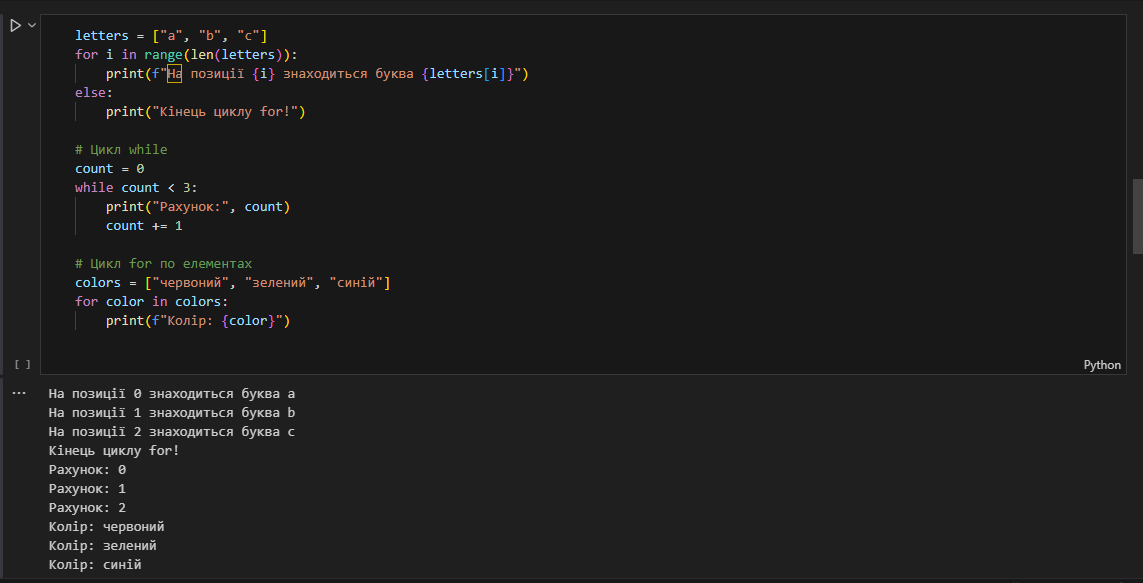 letters = ["a", "b", "c"]
for i in range(len(letters)):
    print(f"На позиції {i} знаходиться буква {letters[i]}")
else:
    print("Кінець циклу for!")

# Цикл while
count = 0
while count < 3:
    print("Рахунок:", count)
    count += 1

# Цикл for по елементах
colors = ["червоний", "зелений", "синій"]
for color in colors:
    print(f"Колір: {color}")
[ ]
Python
...
На позиції 0 знаходиться буква a
На позиції 1 знаходиться буква b
На позиції 2 знаходиться буква c
Кінець циклу for!
Рахунок: 0
Рахунок: 1
Рахунок: 2
Колір: червоний
Колір: зелений
Колір: синій